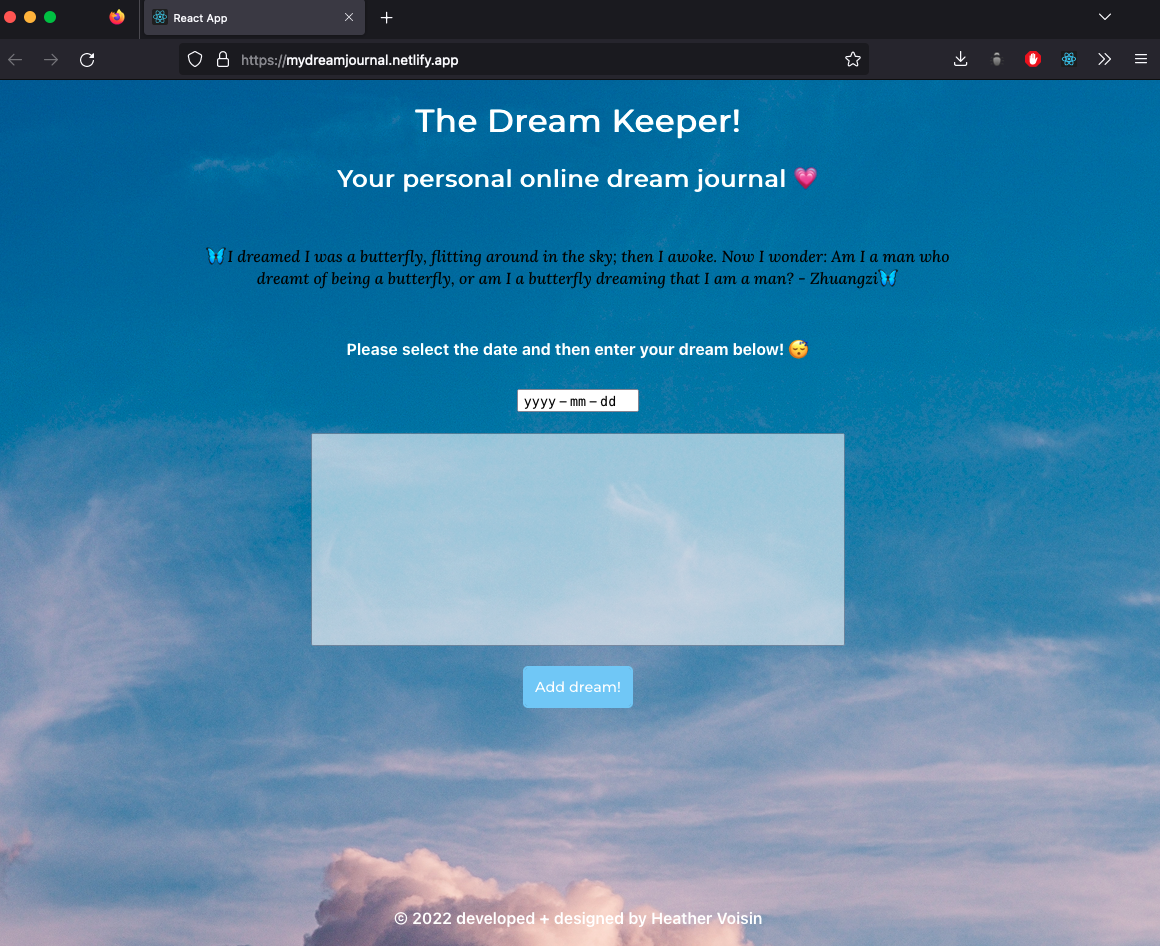 React App
https://mydreamjournal.netlify.app
The Dream Keeper!
Your personal online dream journal 💗
🦋I dreamed I was a butterfly, flitting around in the sky; then I awoke. Now I wonder: Am I a man who
dreamt of being a butterfly, or am I a butterfly dreaming that I am a man? - Zhuangzi🦋
Please select the date and then enter your dream below! 😴
yyyy - mm - dd
Add dream!
© 2022 developed + designed by Heather Voisin